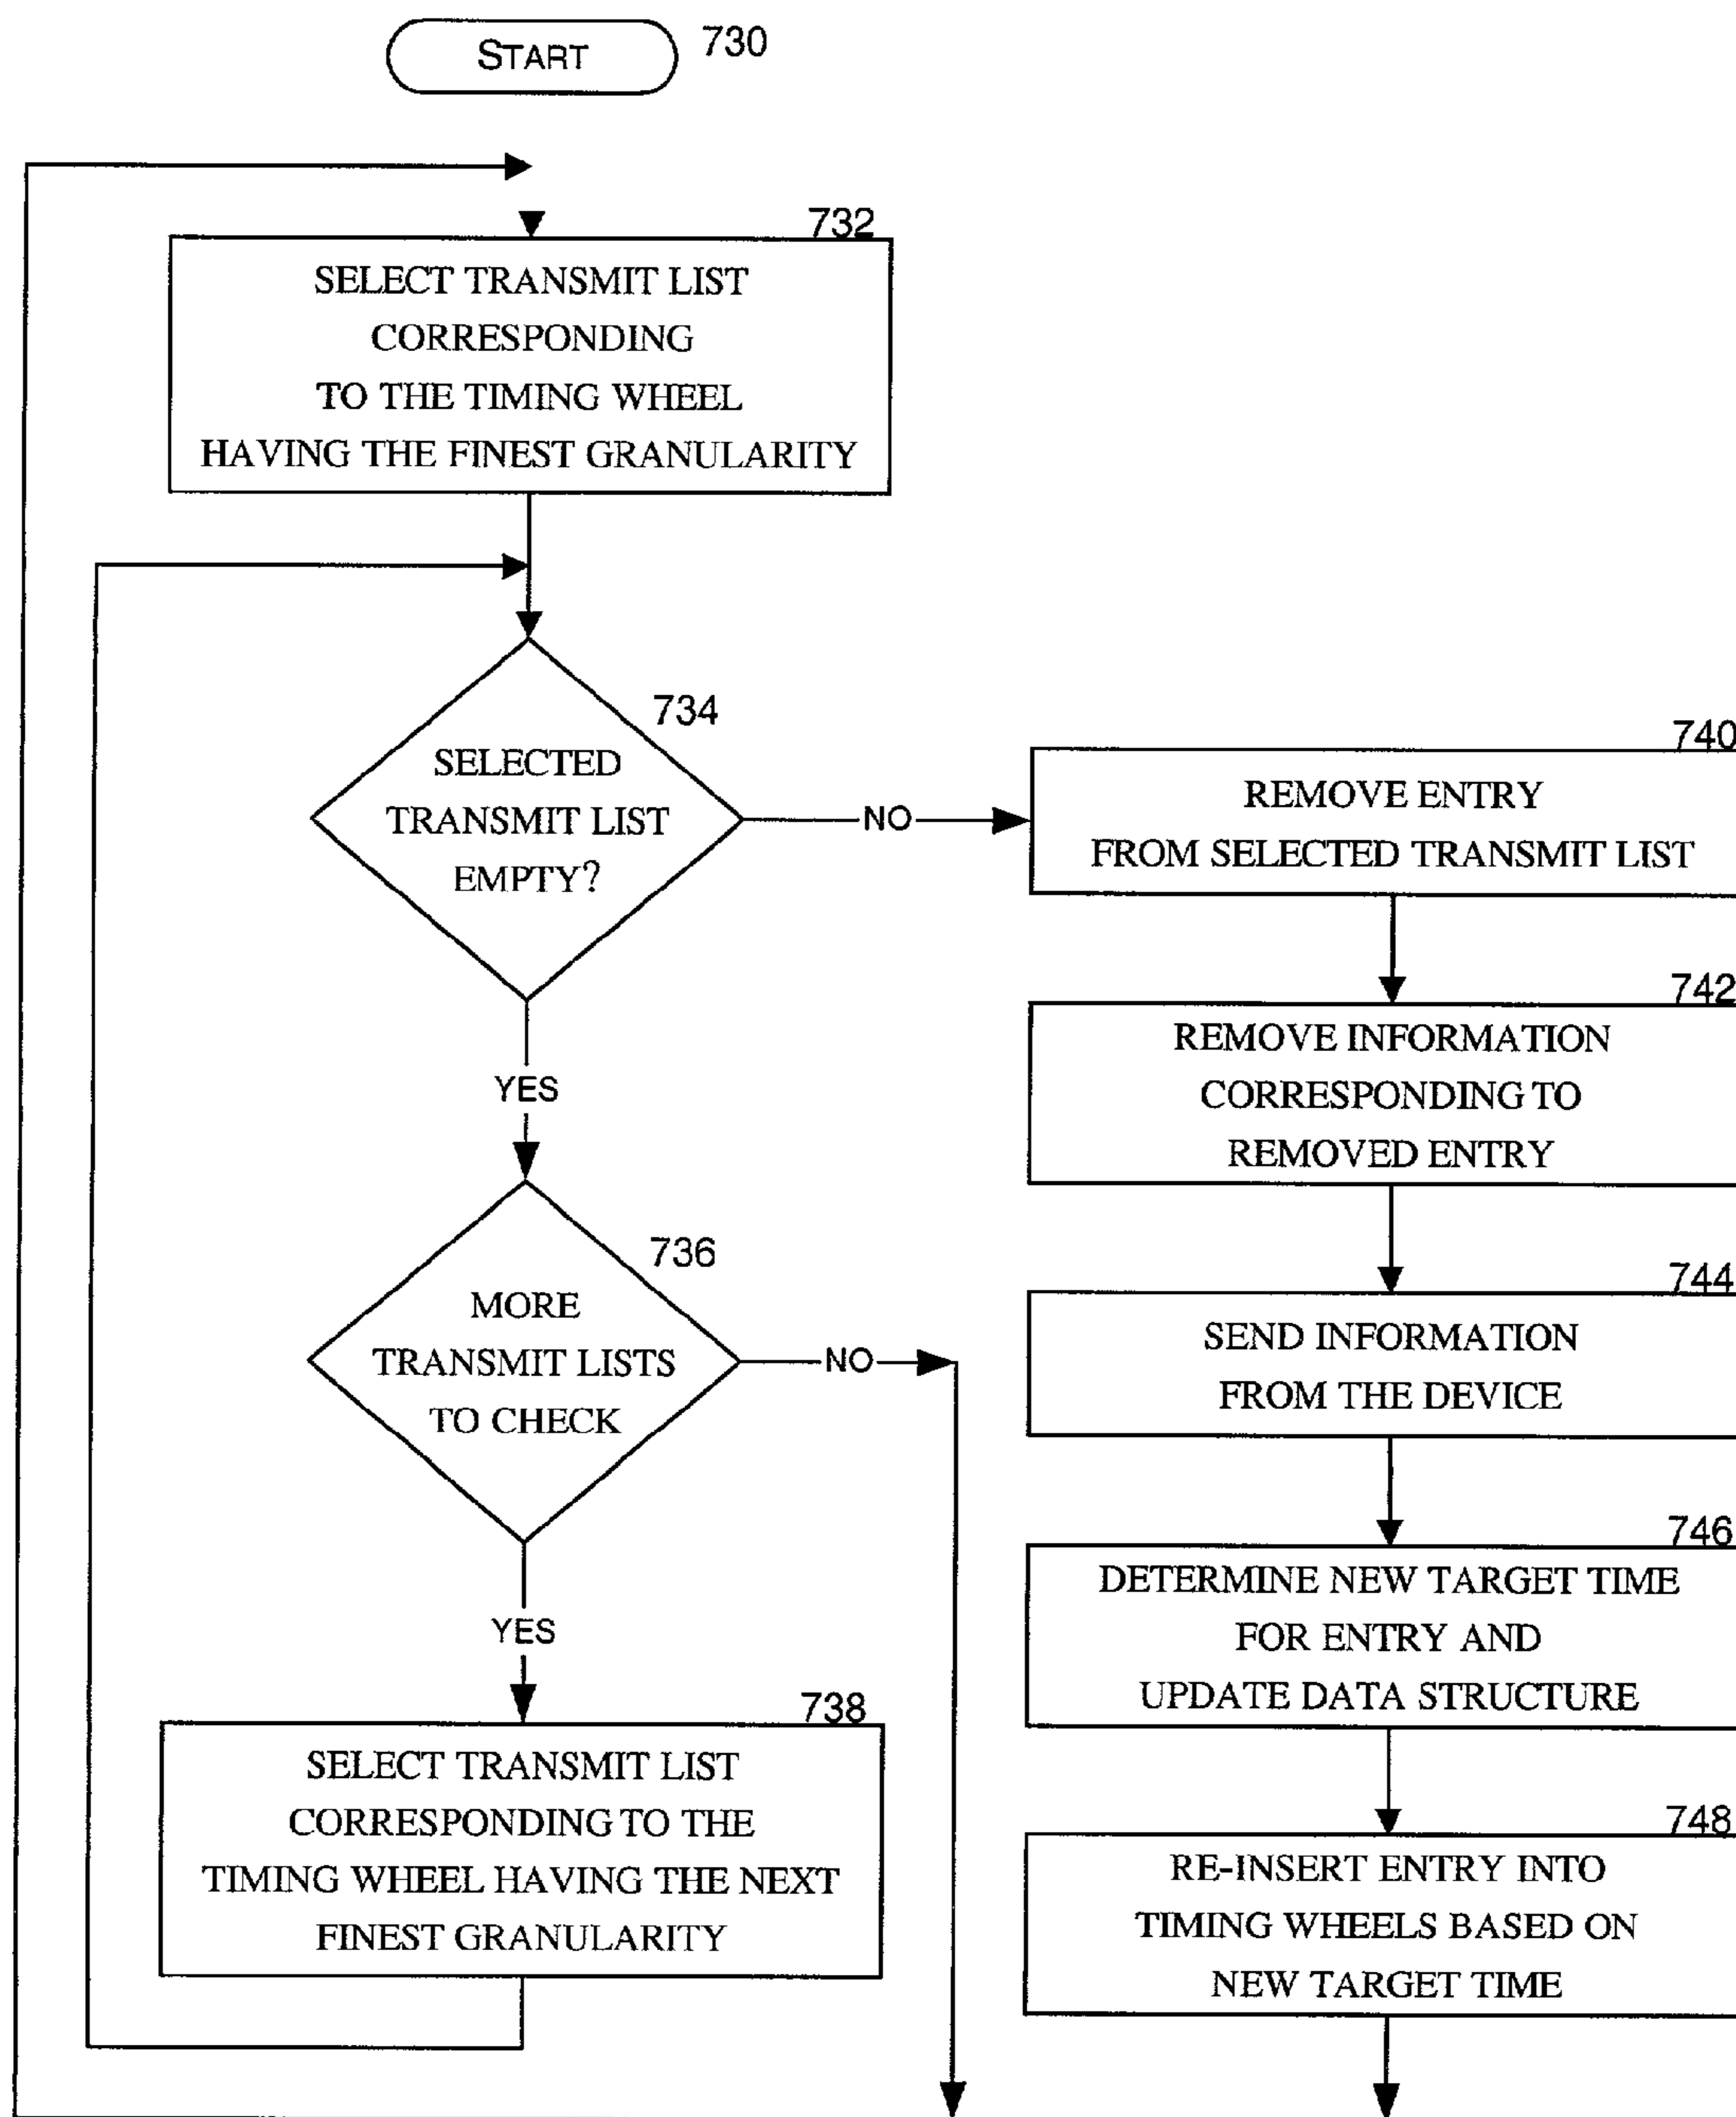 START 730
732
SELECT TRANSMIT LIST
CORRESPONDING
TO THE TIMING WHEEL
HAVING THE FINEST GRANULARITY
734
SELECTED
TRANSMIT LIST
EMPTY?
NO
YES
736
MORE
TRANSMIT LISTS
TO CHECK
NO
YES
738
SELECT TRANSMIT LIST
CORRESPONDING TO THE
TIMING WHEEL HAVING THE NEXT
FINEST GRANULARITY
740
REMOVE ENTRY
FROM SELECTED TRANSMIT LIST
742
REMOVE INFORMATION
CORRESPONDING TO
REMOVED ENTRY
744
SEND INFORMATION
FROM THE DEVICE
746
DETERMINE NEW TARGET TIME
FOR ENTRY AND
UPDATE DATA STRUCTURE
748
RE-INSERT ENTRY INTO
TIMING WHEELS BASED ON
NEW TARGET TIME